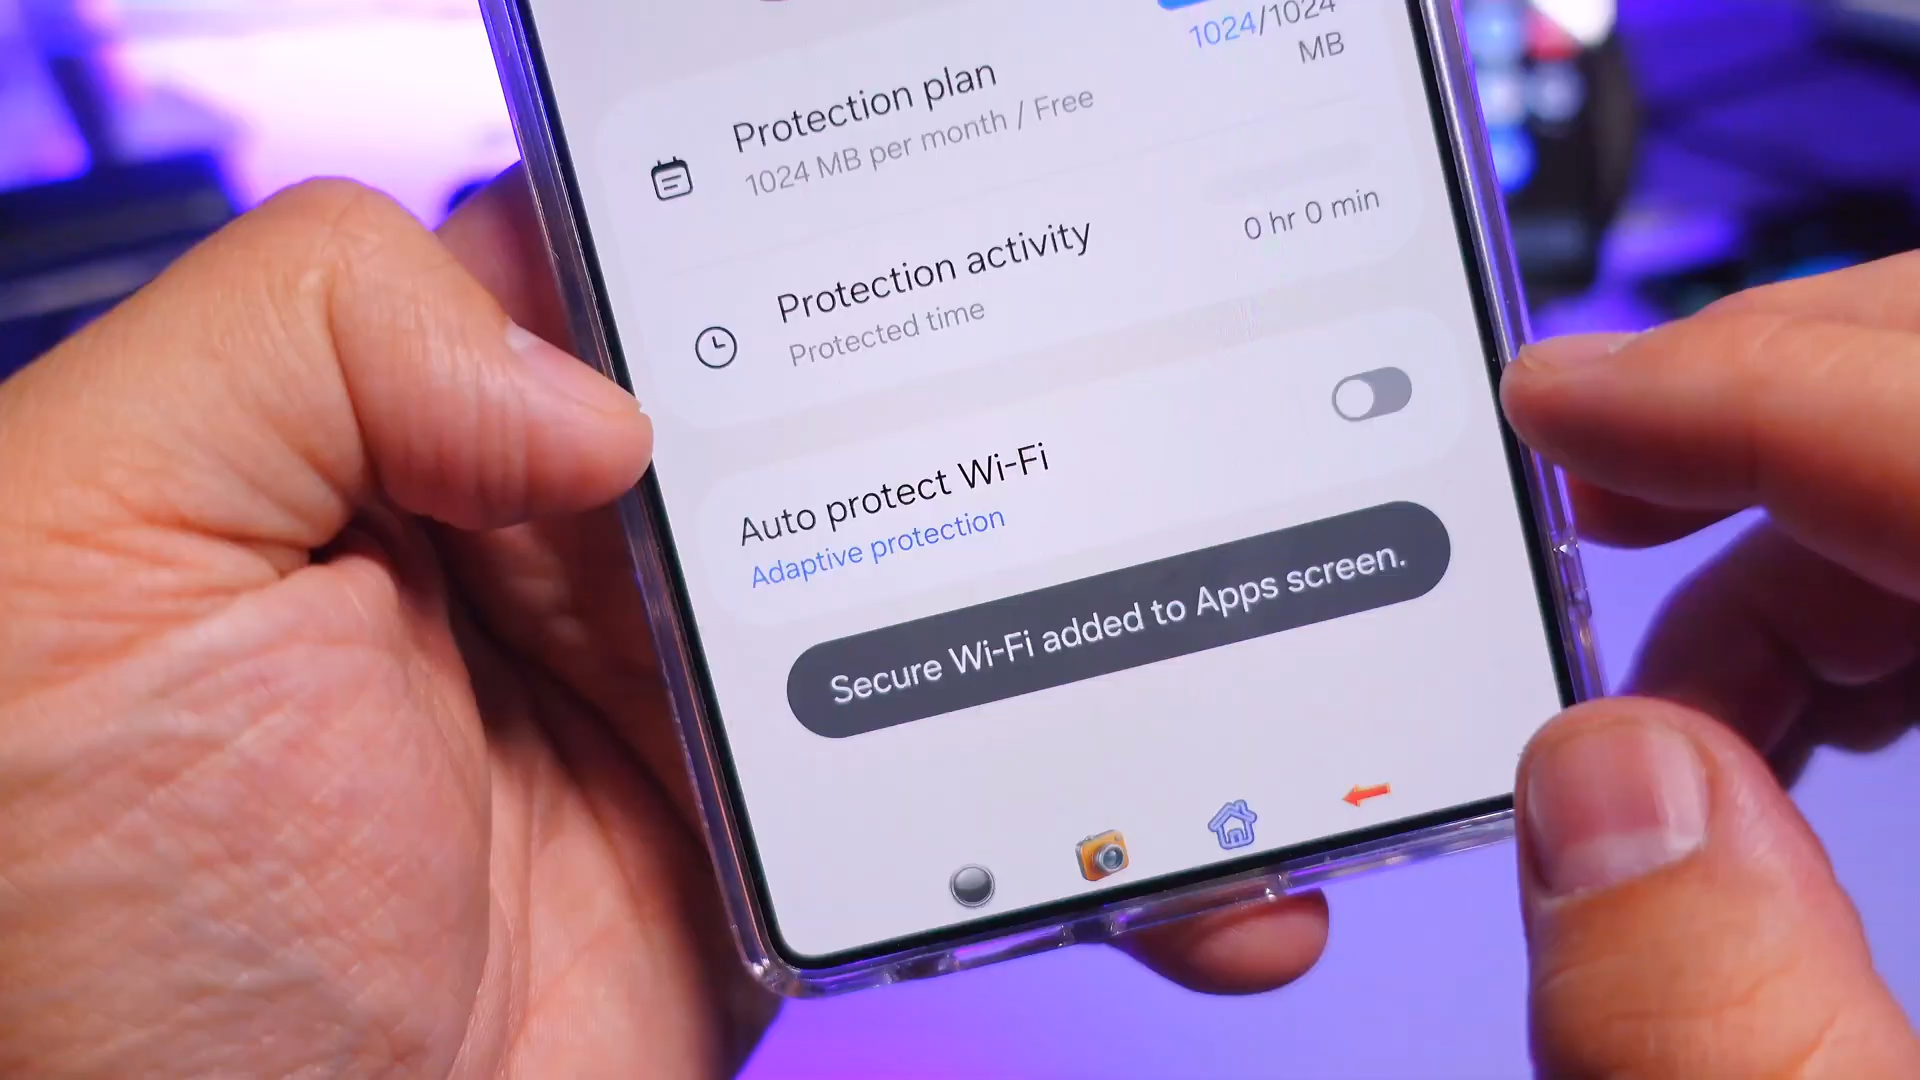 1024/1024
MB
Protection plan
1024 MB per month / Free
Protection activity
Protected time
0 hr 0 min
Auto protect Wi-Fi
Adaptive protection
Secure Wi-Fi added to Apps screen.